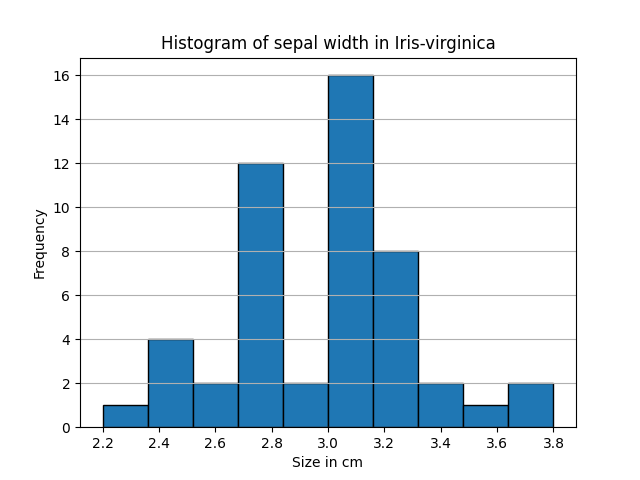 Histogram of sepal width in Iris-virginica
16
14
12
10
8
6
4
2
0
Frequency
2.2 2.4 2.6 2.8 3.0 3.2 3.4 3.6 3.8
Size in cm